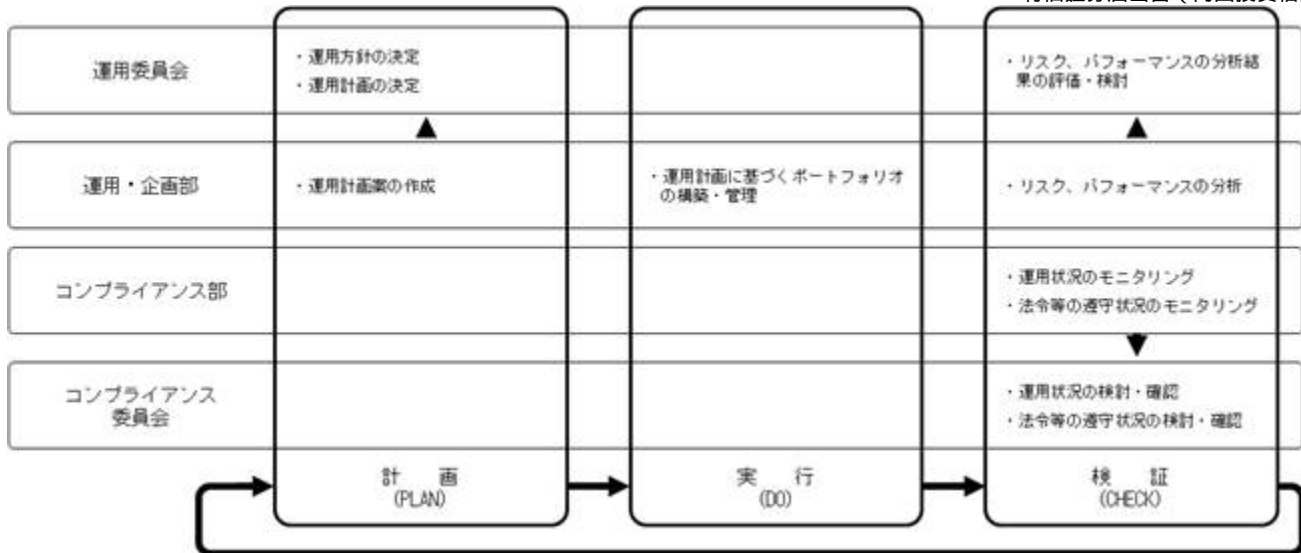 運用委員会
・運用方針の決定
・運用計画の決定
・リスク、パフォーマンスの分析結
果の評価・検討
運用・企画部
・運用計画案の作成
・運用計画に基づくポートフォリオ
の構築・管理
・リスク、パフォーマンスの分析
コンプライアンス部
・運用状況のモニタリング
・法令等の遵守状況のモニタリング
コンプライアンス
委員会
・運用状況の検討・確認
・法令等の遵守状況の検討・確認
計 画
(PLAN)
実 行
(DO)
検 証
(CHECK)